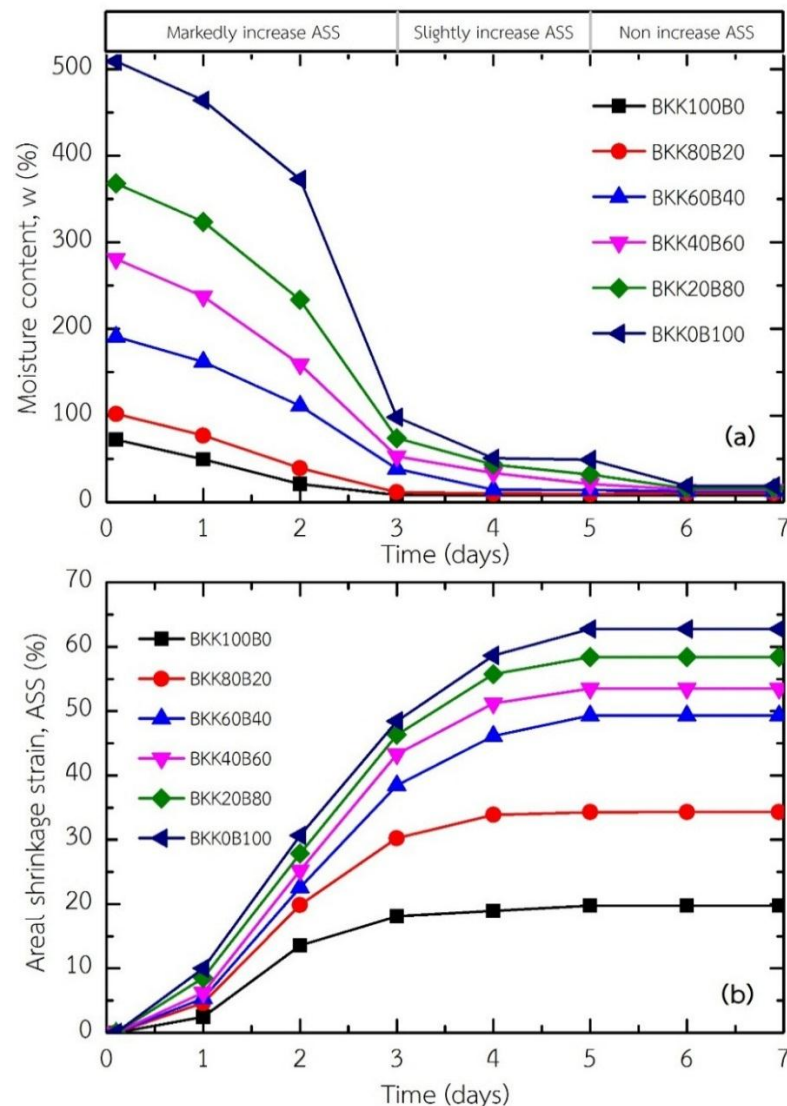 Markedly increase ASS Slightly increase ASS Non increase ASS
500
400
300
200
100
0
Moisture content, w (%)
BKK100B0
BKK80B20
BKK60B40
BKK40B60
BKK20B80
BKK0B100
(a)
0 1 2 3 4 5 6 7
Time (days)
70
60
50
40
30
20
10
0
Areal shrinkage strain, ASS (%)
BKK100B0
BKK80B20
BKK60B40
BKK40B60
BKK20B80
BKK0B100
(b)
0 1 2 3 4 5 6 7
Time (days)